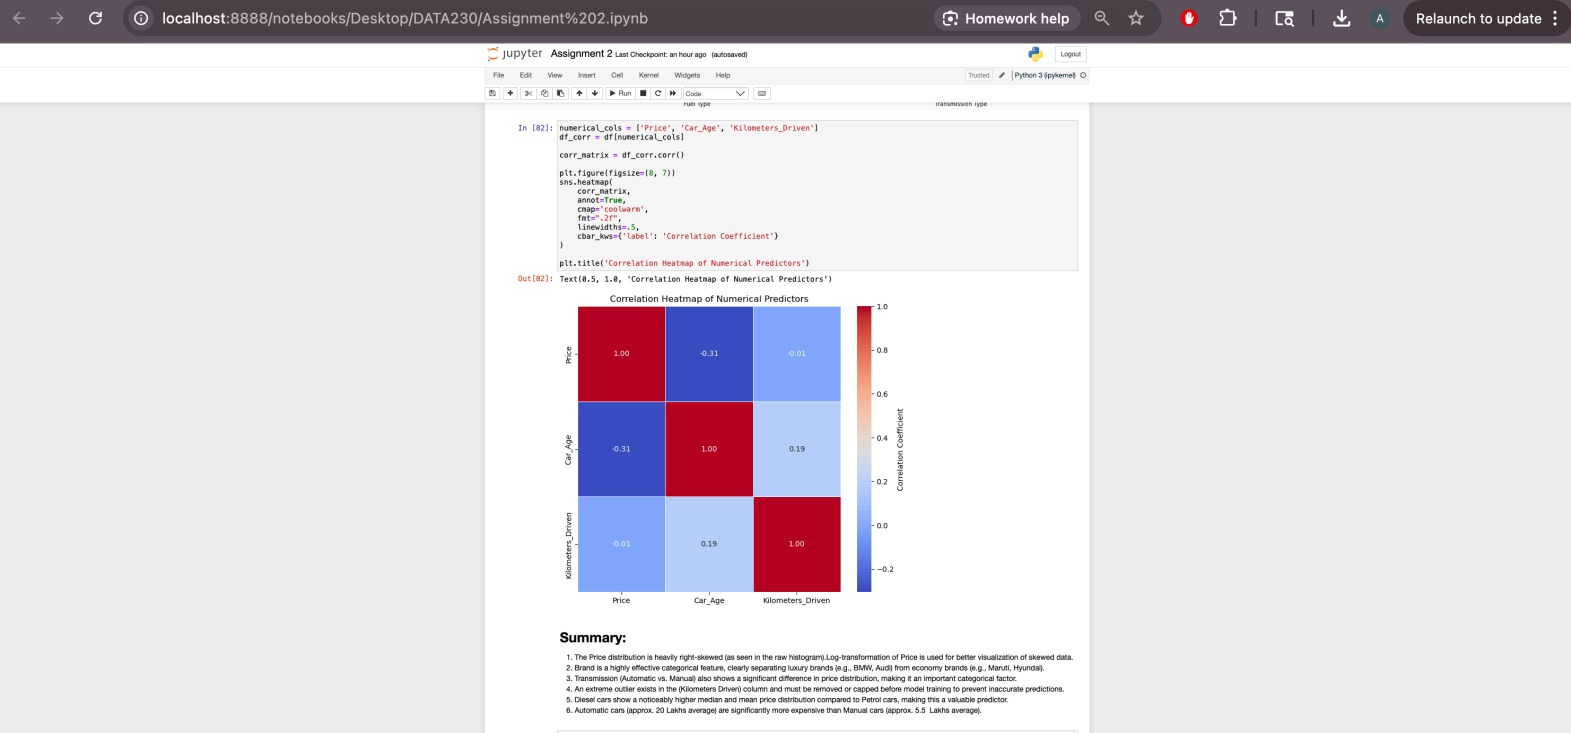 localhost:8888/notebooks/Desktop/DATA230/Assignment%202.ipynb
Homework help
A
Relaunch to update
jupyter Assignment 2 Last Checkpoint: an hour ago (autosaved)
Logout
File Edit View Insert Cell Kernel Widgets Help
Trusted
Python 3 (ipykernel)
Run
Code
Fuel Type
Transmission Type
In [82]: numerical_cols = ['Price', 'Car_Age', 'Kilometers_Driven']
df_corr = df[numerical_cols]
corr_matrix = df_corr.corr()
plt.figure(figsize=(8, 7))
sns.heatmap(
corr_matrix,
annot=True,
cmap='coolwarm',
fmt=".2f",
linewidths=.5,
cbar_kws={'label': 'Correlation Coefficient'}
)
plt.title('Correlation Heatmap of Numerical Predictors')
Out[82]: Text(0.5, 1.0, 'Correlation Heatmap of Numerical Predictors')
Correlation Heatmap of Numerical Predictors
Price
1.00 -0.31 -0.01
Car_Age
-0.31 1.00 0.19
Kilometers_Driven
-0.01 0.19 1.00
Price Car_Age Kilometers_Driven
1.0
0.8
0.6
0.4
0.2
0.0
−0.2
Correlation Coefficient
Summary:
1. The Price distribution is heavily right-skewed (as seen in the raw histogram).Log-transformation of Price is used for better visualization of skewed data.
2. Brand is a highly effective categorical feature, clearly separating luxury brands (e.g., BMW, Audi) from economy brands (e.g., Maruti, Hyundai).
3. Transmission (Automatic vs. Manual) also shows a significant difference in price distribution, making it an important categorical factor.
4. An extreme outlier exists in the (Kilometers Driven) column and must be removed or capped before model training to prevent inaccurate predictions.
5. Diesel cars show a noticeably higher median and mean price distribution compared to Petrol cars, making this a valuable predictor.
6. Automatic cars (approx. 20 Lakhs average) are significantly more expensive than Manual cars (approx. 5.5 Lakhs average).